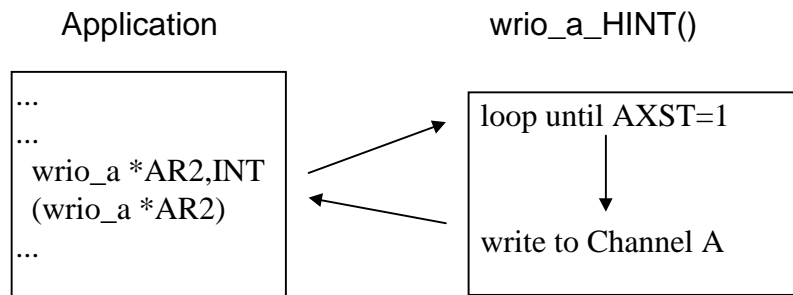 Application
wrio_a_HINT()
...
...
wrio_a *AR2,INT
(wrio_a *AR2)
...
loop until AXST=1
write to Channel A